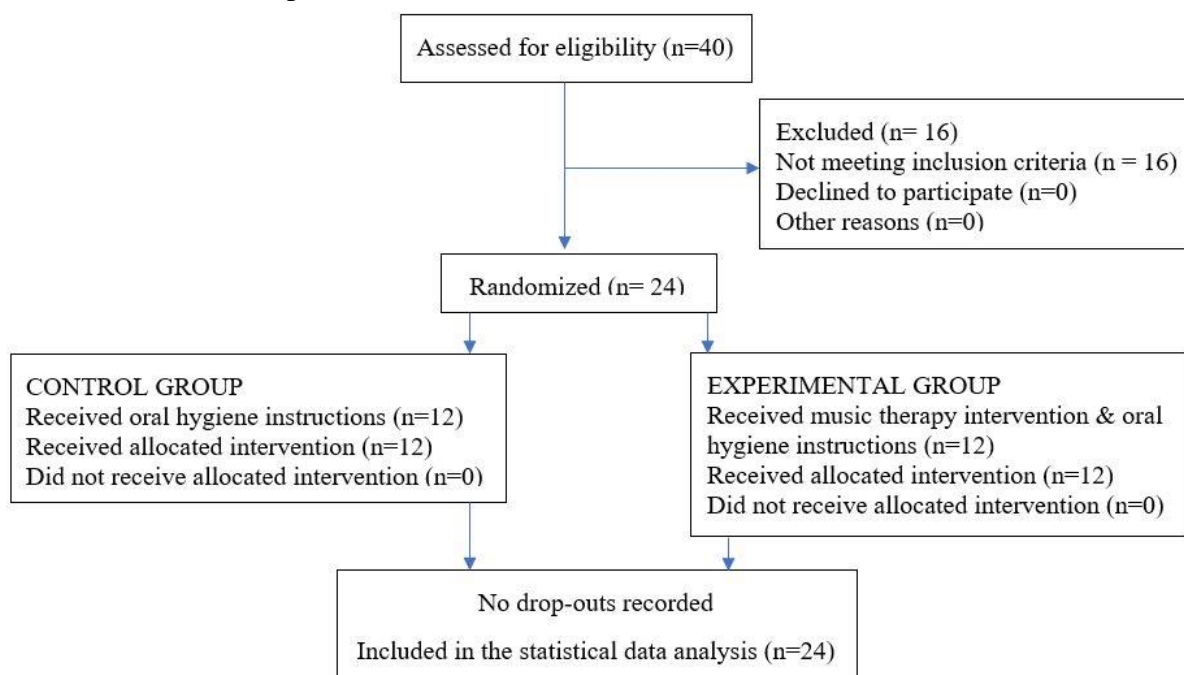 Assessed for eligibility (n=40)
Excluded (n= 16)
Not meeting inclusion criteria (n = 16)
Declined to participate (n=0)
Other reasons (n=0)
Randomized (n= 24)
CONTROL GROUP
Received oral hygiene instructions (n=12)
Received allocated intervention (n=12)
Did not receive allocated intervention (n=0)
EXPERIMENTAL GROUP
Received music therapy intervention & oral
hygiene instructions (n=12)
Received allocated intervention (n=12)
Did not receive allocated intervention (n=0)
No drop-outs recorded
Included in the statistical data analysis (n=24)